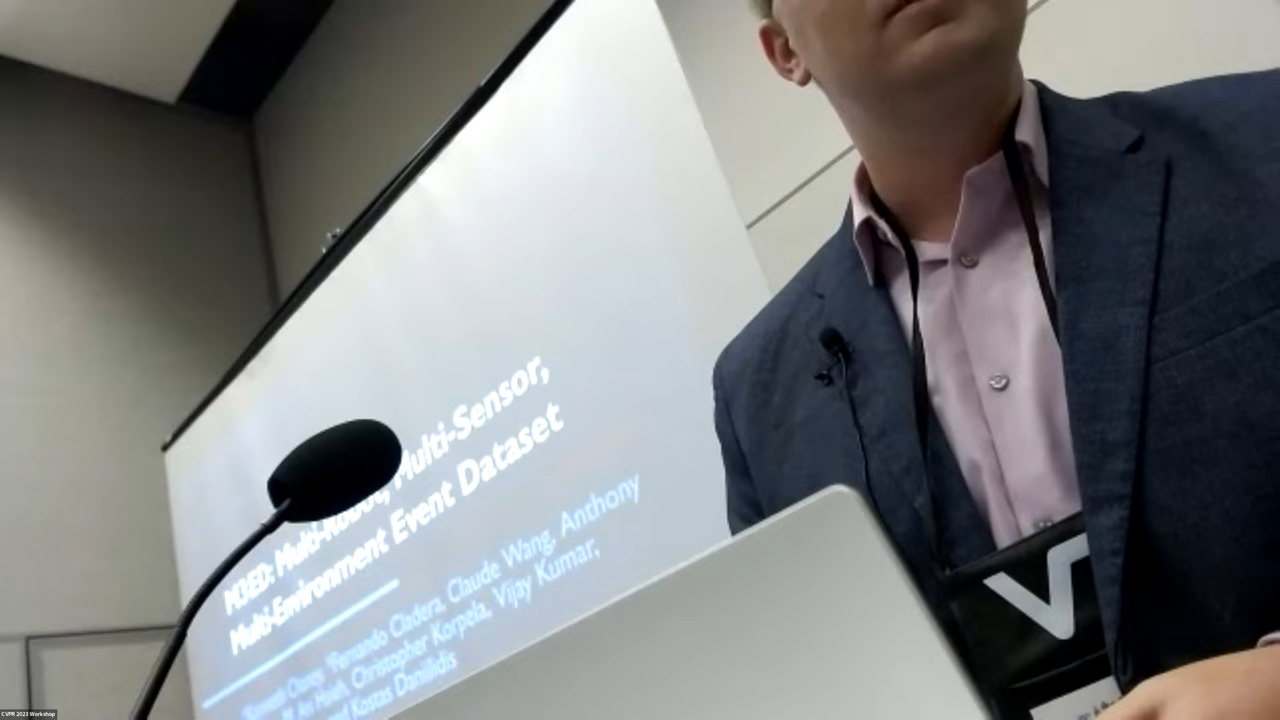 M3ED: Multi-Robot, Multi-Sensor,
Multi-Environment Event Dataset
Fernando Cladera, Claude Wang, Anthony
Christopher Korpela, Vijay Kumar,
Kostas Daniilidis
CVPR 2023 Workshop